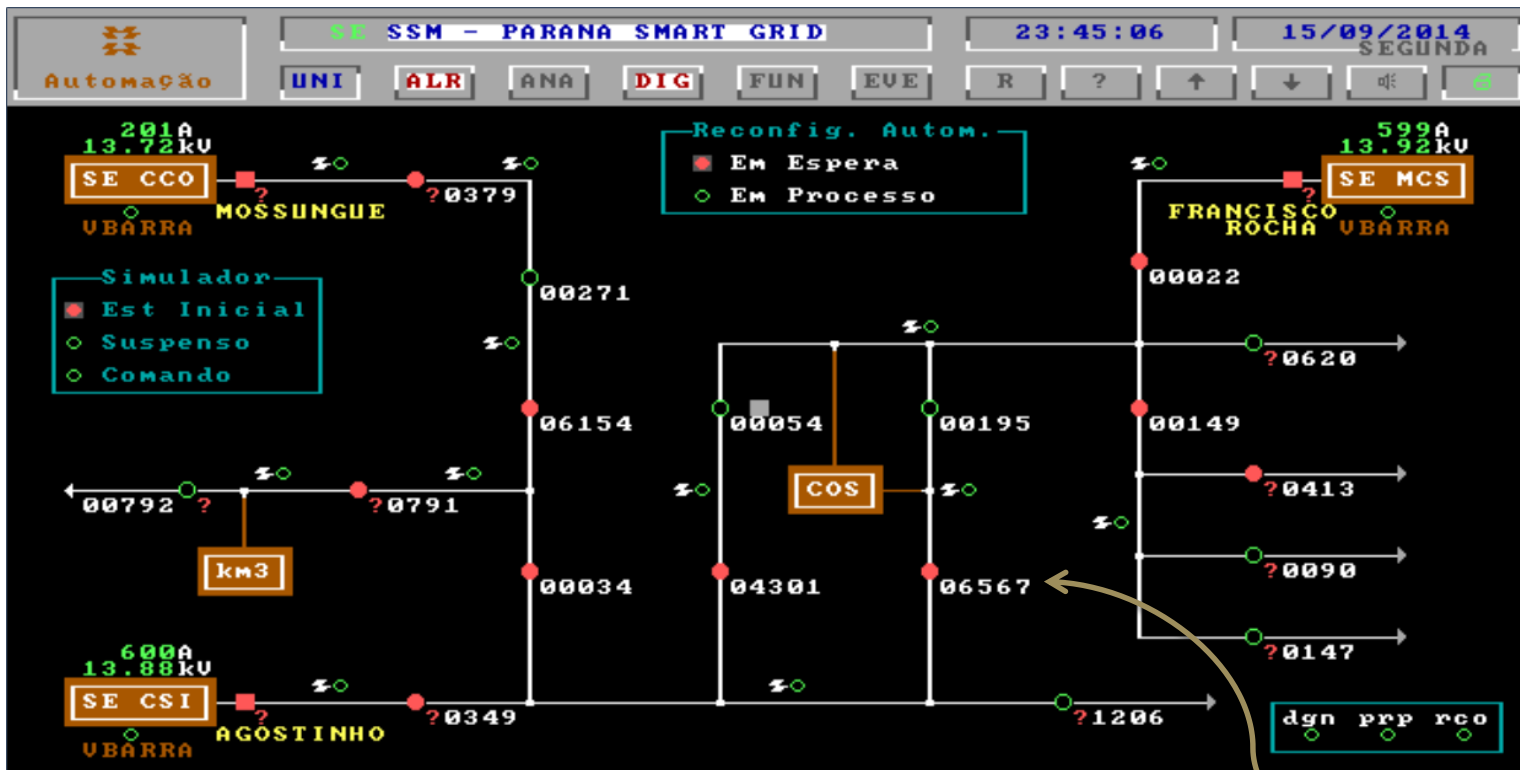 SE SSM - PARANA SMART GRID
23:45:06
15/09/2014
SEGUNDA
Automação
UNI ALR ANA DIG FUN EVE R ?
201A
13.72kV
SE CCO
?
MOSSUNGUE
VBARRA
?0379
Reconfig. Autom.
Em Espera
Em Processo
599A
13.92kV
SE MCS
?
FRANCISCO
ROCHA
VBARRA
Simulador
Est Inicial
Suspenso
Comando
00271
00022
?0620
06154
00054
00195
00149
COS
00792 ?
?0791
?0413
km3
00034
04301
06567
?0090
?0147
600A
13.88kV
SE CSI
?
AGOSTINHO
VBARRA
?0349
?1206
dgn prp rco